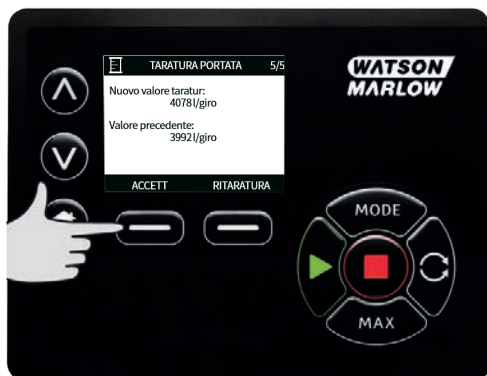 TARATURA PORTATA 5/5
Nuovo valore taratur:
4078 l/giro
Valore precedente:
3992 l/giro
ACCETT RITARATURA
WATSON
MARLOW
MODE
MAX